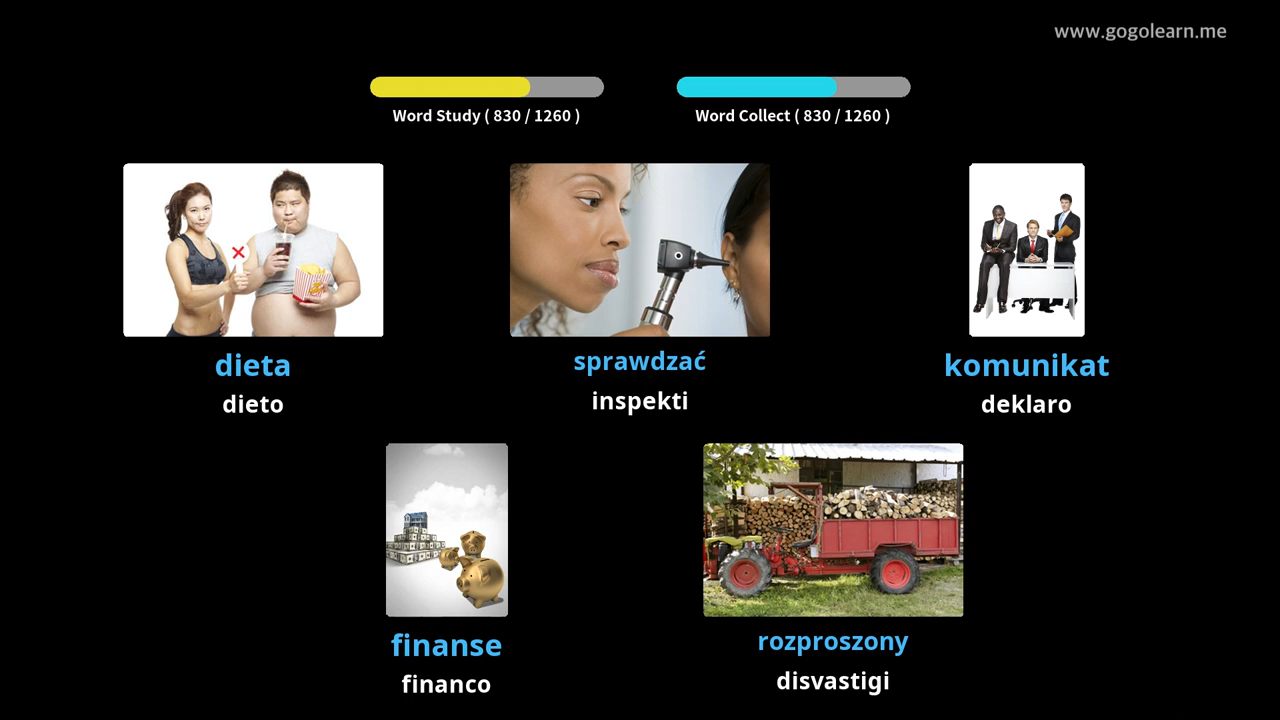 www.gogolearn.me
Word Study ( 830 / 1260 )
Word Collect ( 830 / 1260 )
dieta
dieto
sprawdzać
inspekti
komunikat
deklaro
finanse
financo
rozproszony
disvastigi